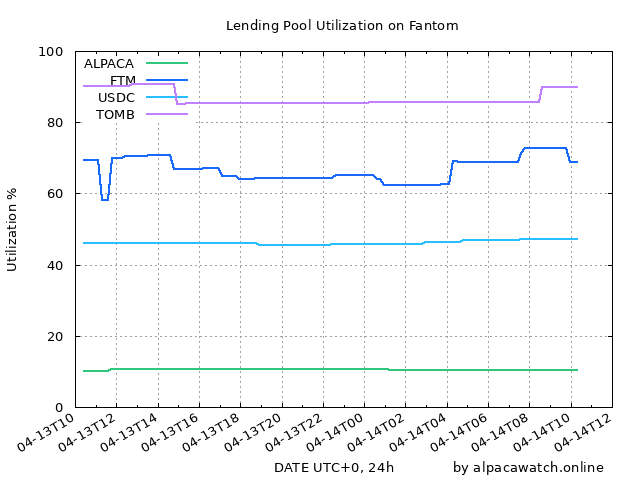 Lending Pool Utilization on Fantom
Utilization %
100
80
60
40
20
0
ALPACA
FTM
USDC
TOMB
04-13T10
04-13T12
04-13T14
04-13T16
04-13T18
04-13T20
04-13T22
04-14T00
04-14T02
04-14T04
04-14T06
04-14T08
04-14T10
04-14T12
DATE UTC+0, 24h
by alpacawatch.online